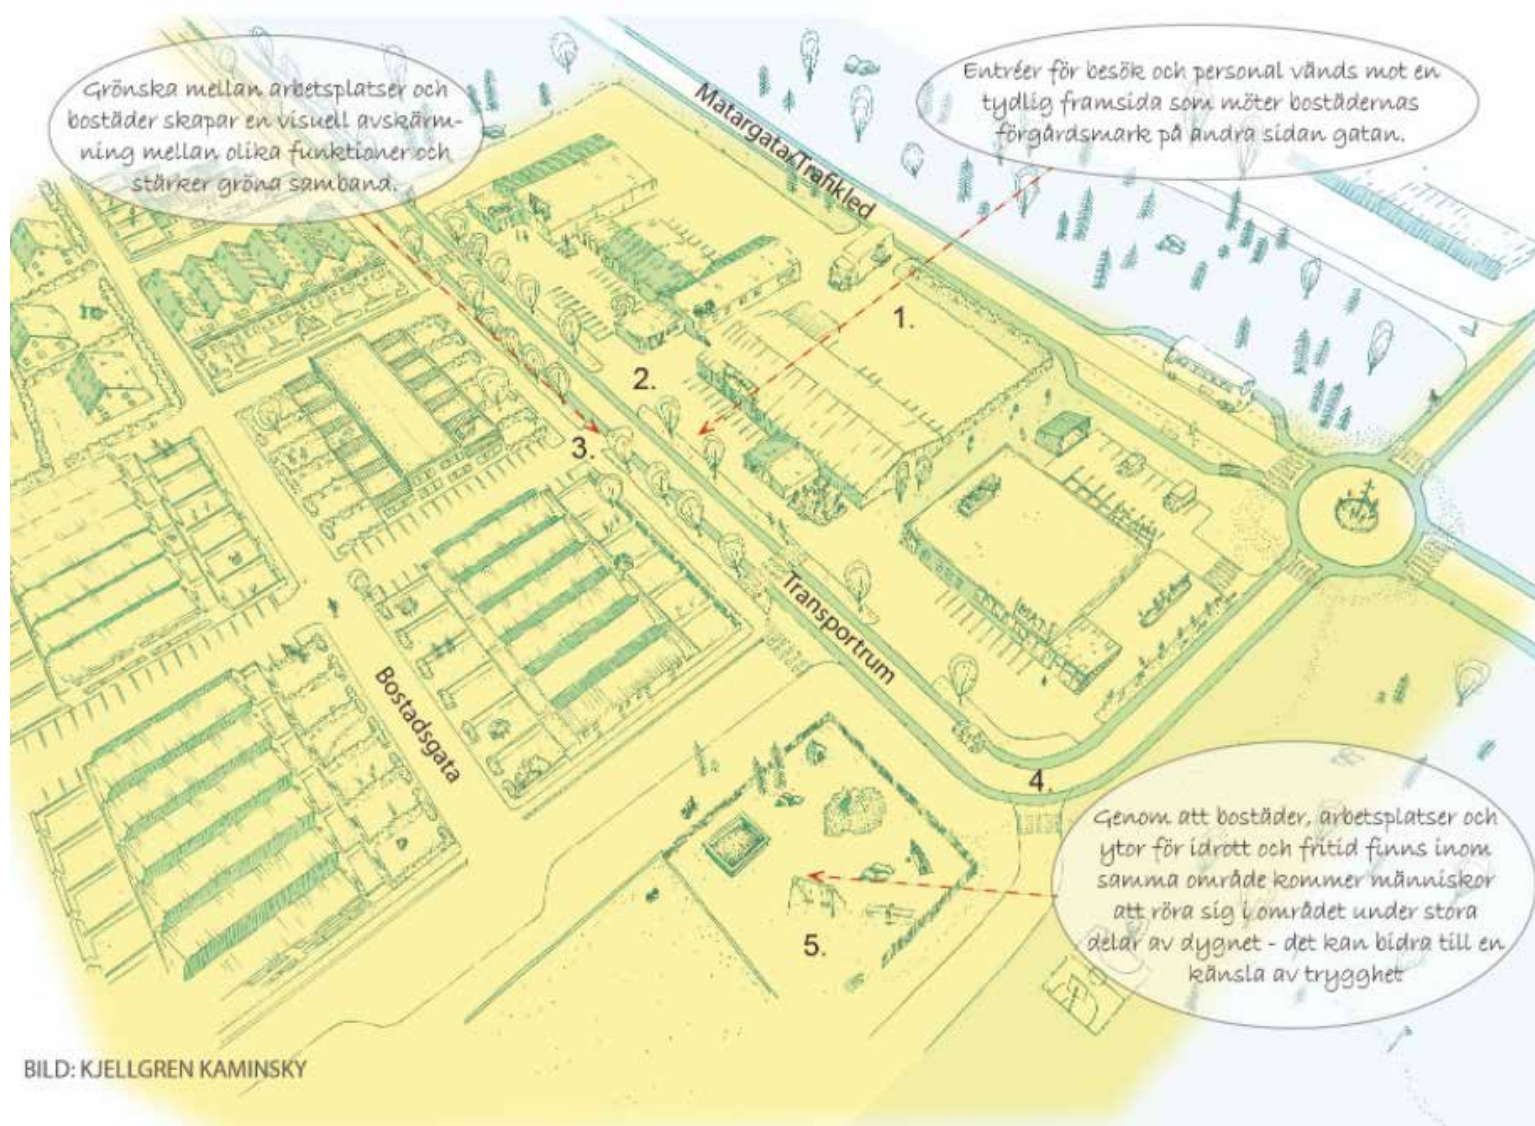 Grönska mellan arbetsplatser och
bostäder skapar en visuell avskärm-
ning mellan olika funktioner och
stärker gröna samband.
Entréer för besök och personal vänds mot en
tydlig framsida som möter bostädernas
förgårdsmark på andra sidan gatan.
Matargata/Trafikled
1.
2.
3.
Transportrum
Bostadsgata
MAT
4.
Genom att bostäder, arbetsplatser och
ytor för idrott och fritid finns inom
samma område kommer människor
att röra sig i området under stora
delar av dygnet - det kan bidra till en
känsla av trygghet
5.
BILD: KJELLGREN KAMINSKY